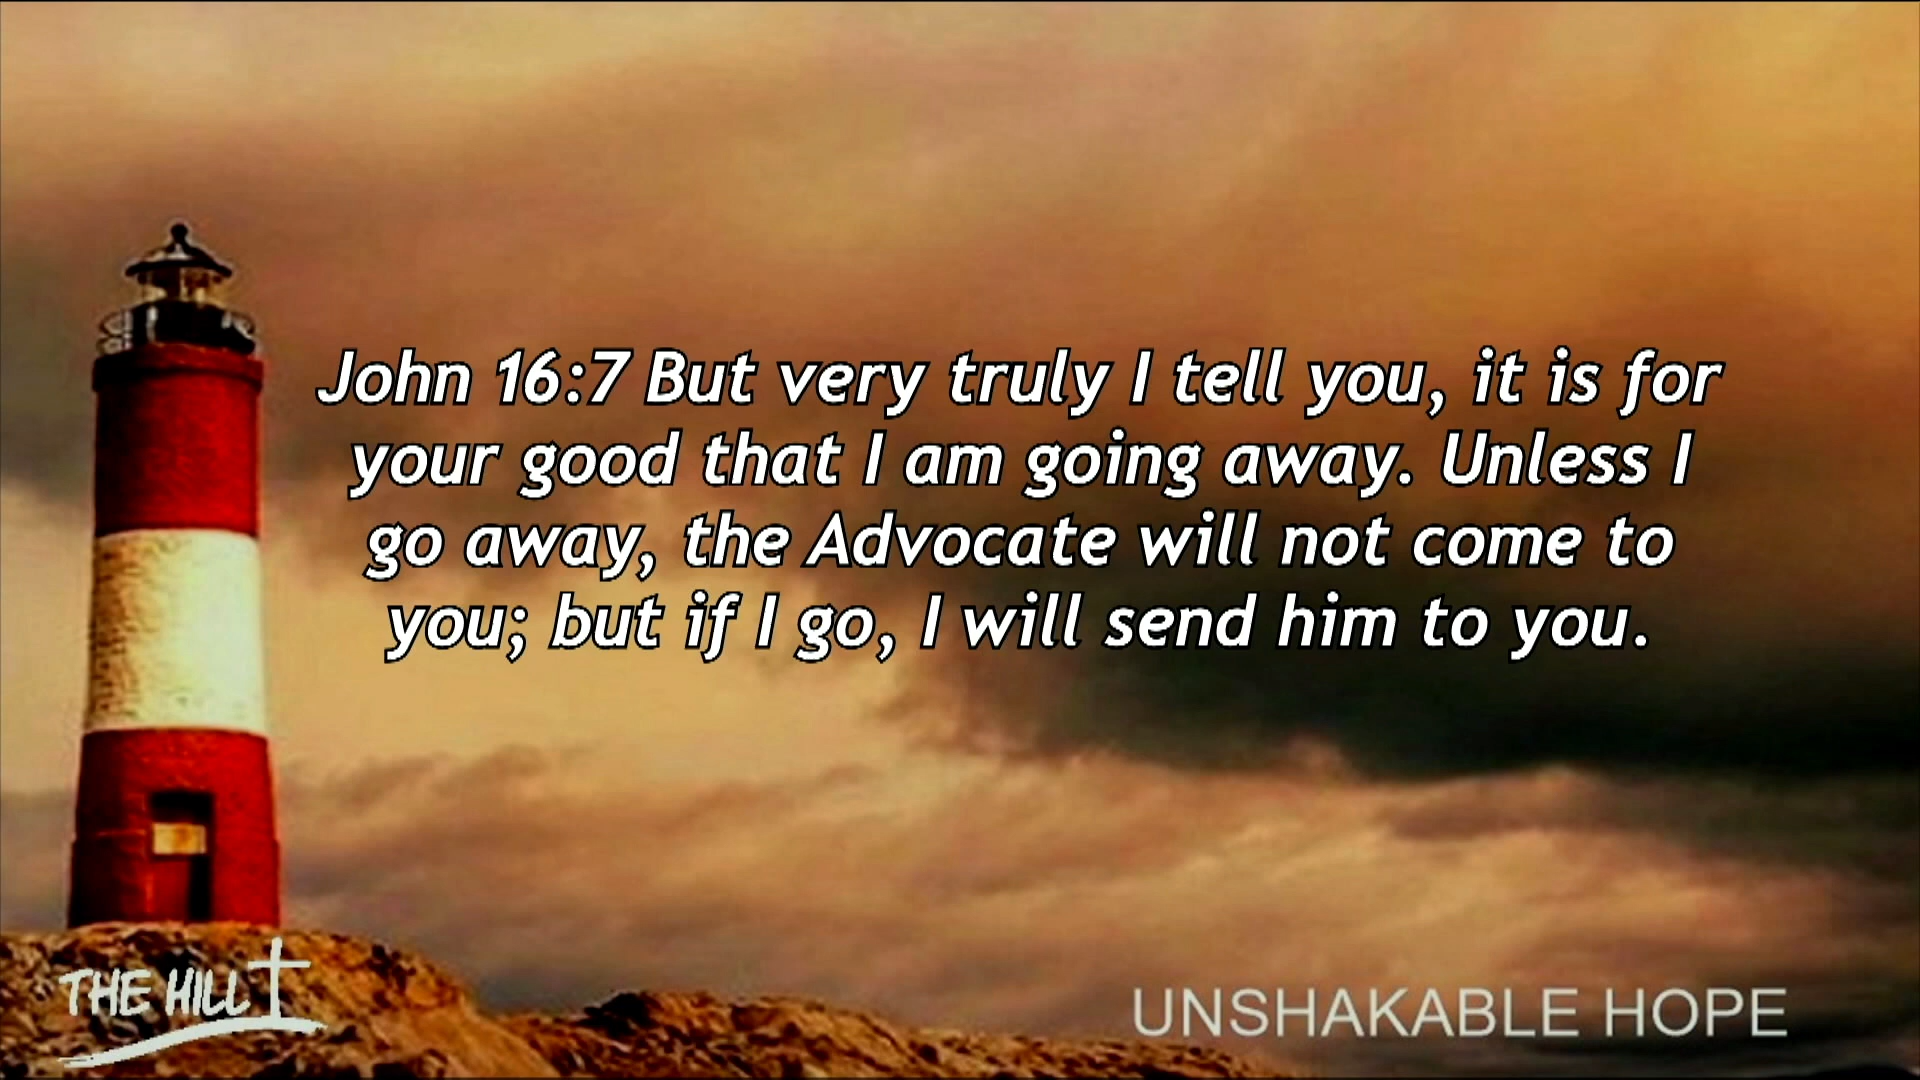 John 16:7 But very truly I tell you, it is for
your good that I am going away. Unless I
go away, the Advocate will not come to
you; but if I go, I will send him to you.
THE HILL
UNSHAKABLE HOPE